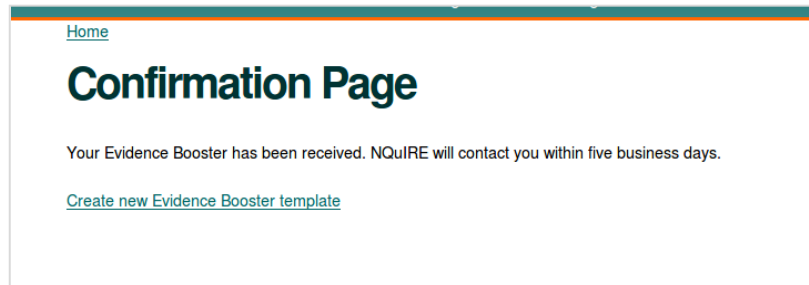 Home
Confirmation Page
Your Evidence Booster has been received. NQuIRE will contact you within five business days.
Create new Evidence Booster template